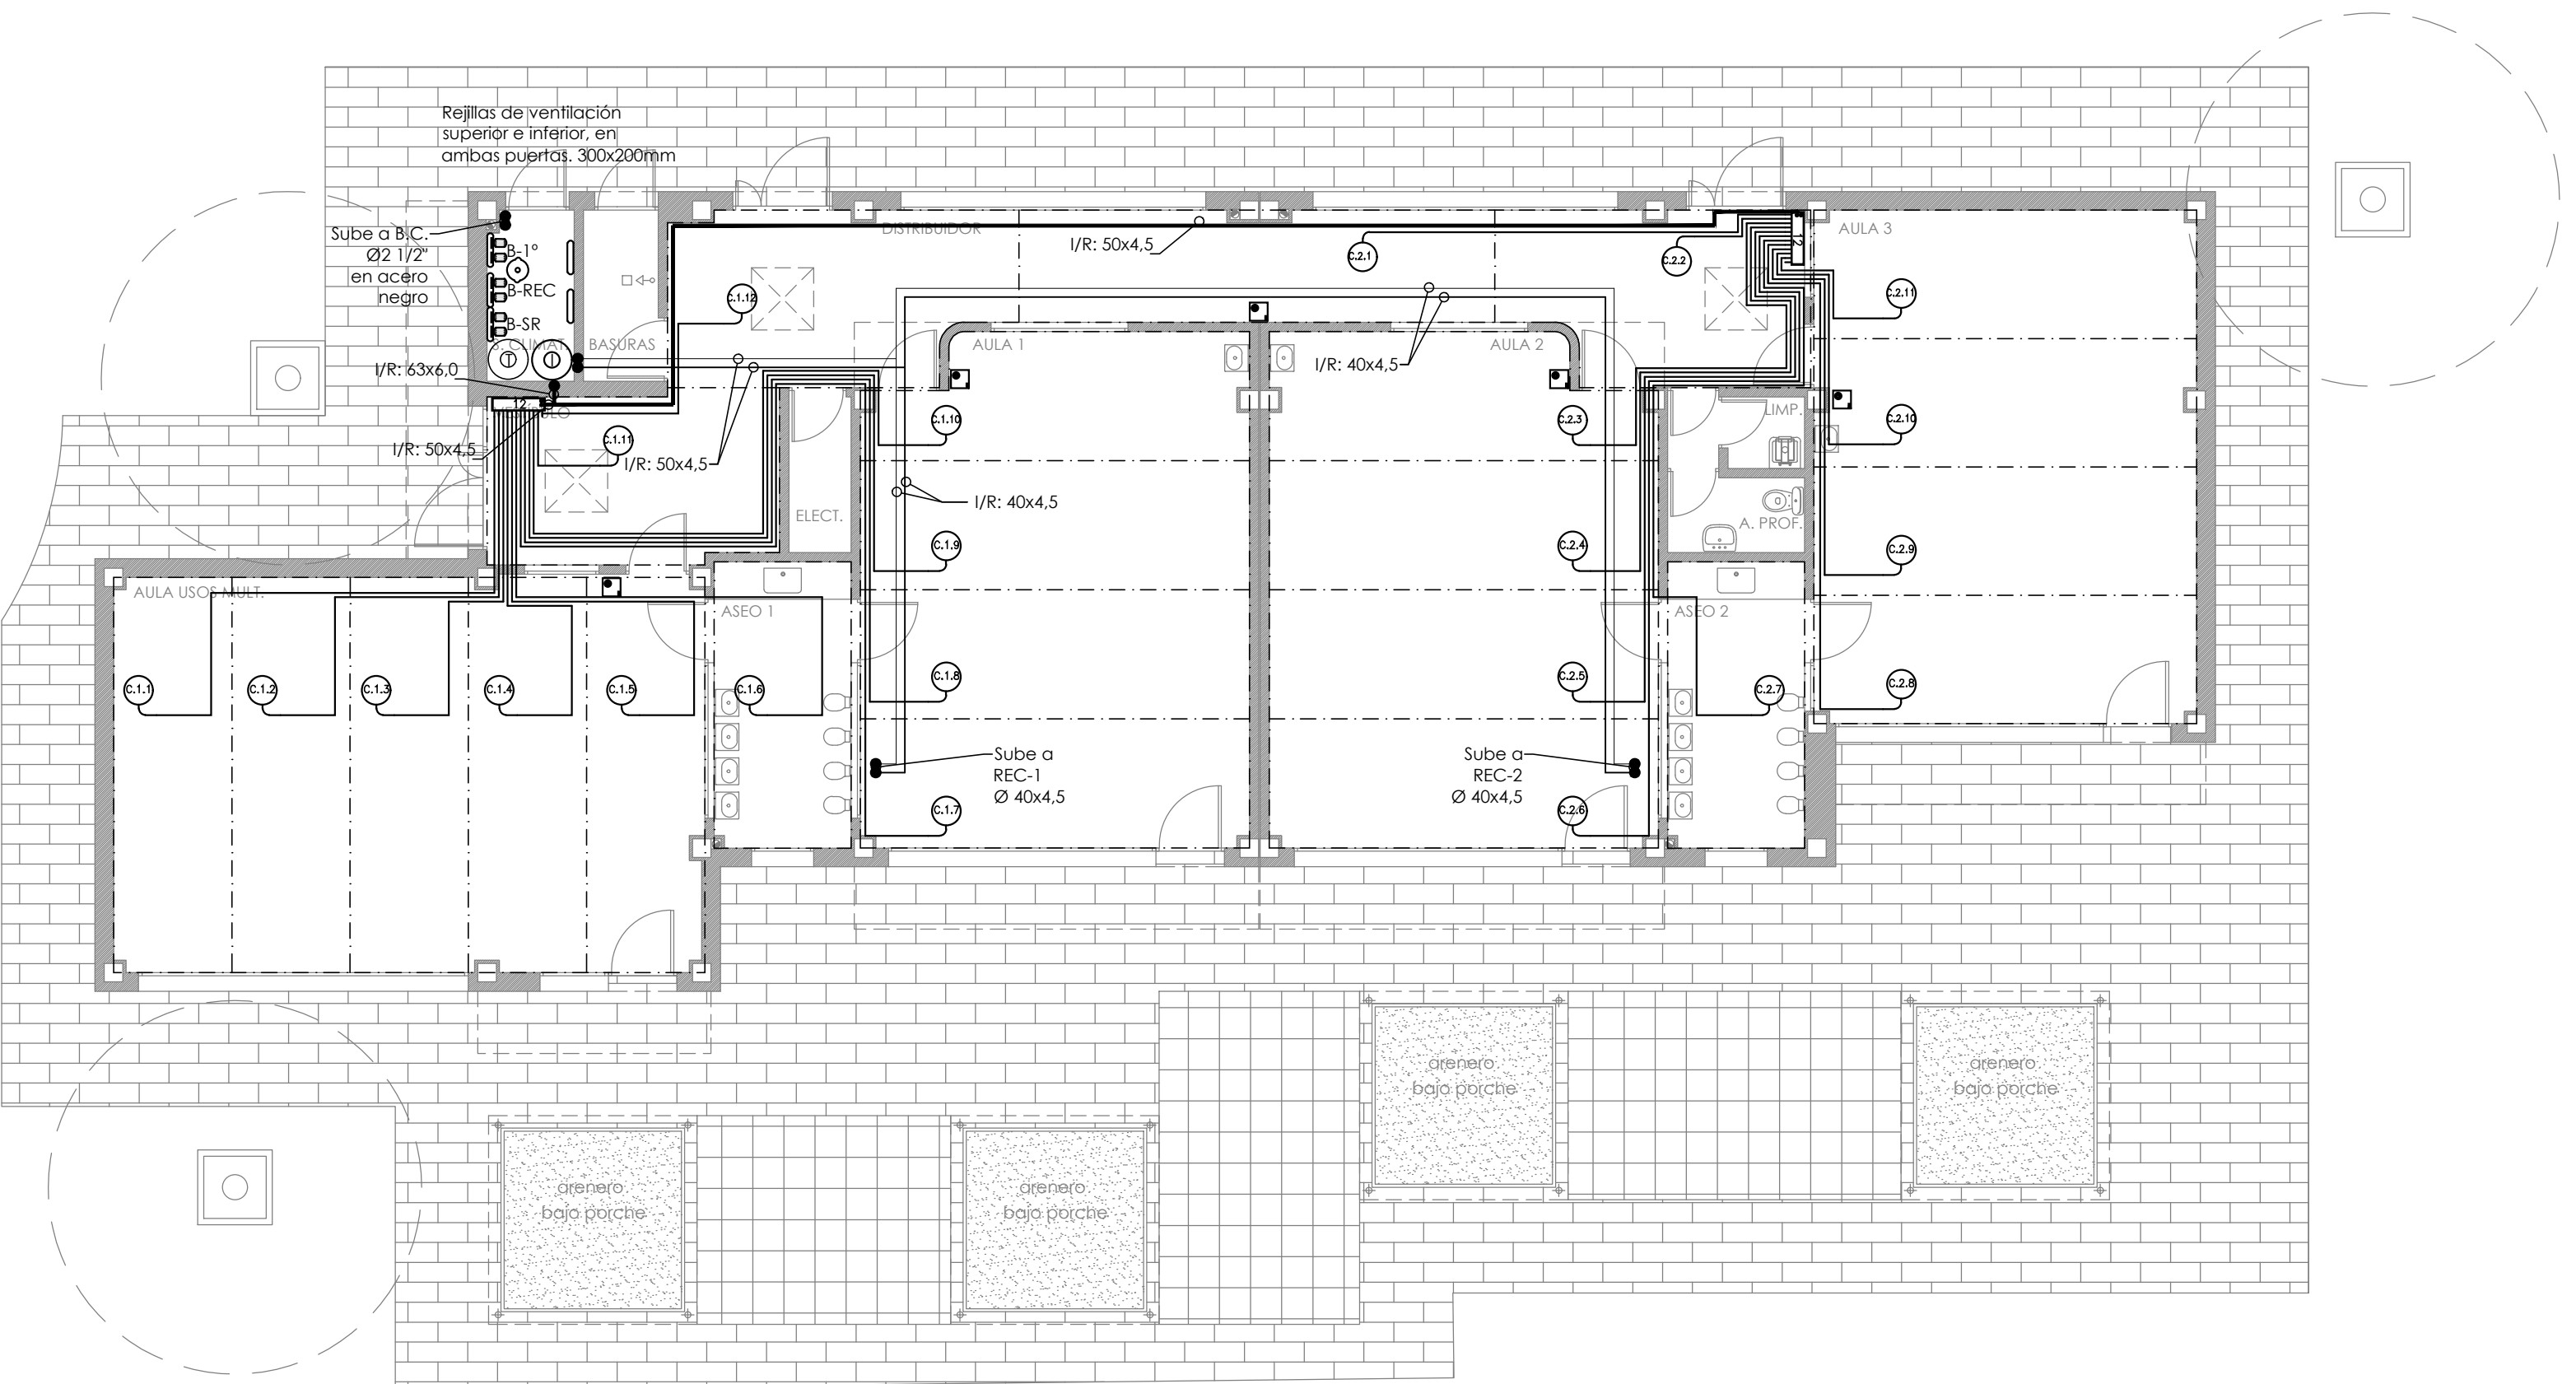 Rejillas de ventilación
superior e inferior, en
ambas puertas. 300x200mm
Sube a B.C.
Ø2 1/2"
en acero
negro
B-1º
B-REC
B-SR
S. CLIMAT.
BASURAS
I/R: 63x6,0
12
I/R: 50x4,5
C.1.11
I/R: 50x4,5
C.1.12
DISTRIBUIDOR
I/R: 50x4,5
C.2.1
C.2.2
12
AULA 3
C.2.11
AULA 1
AULA 2
I/R: 40x4,5
C.1.10
C.2.3
LIMP.
C.2.10
I/R: 40x4,5
ELECT.
A. PROF.
C.1.9
C.2.4
C.2.9
AULA USOS MULT.
ASEO 1
ASEO 2
C.1.1
C.1.2
C.1.3
C.1.4
C.1.5
C.1.6
C.1.8
C.2.5
C.2.7
C.2.8
Sube a
REC-1
Ø 40x4,5
Sube a
REC-2
Ø 40x4,5
C.1.7
C.2.6
arenero
bajo porche
arenero
bajo porche
arenero
bajo porche
arenero
bajo porche